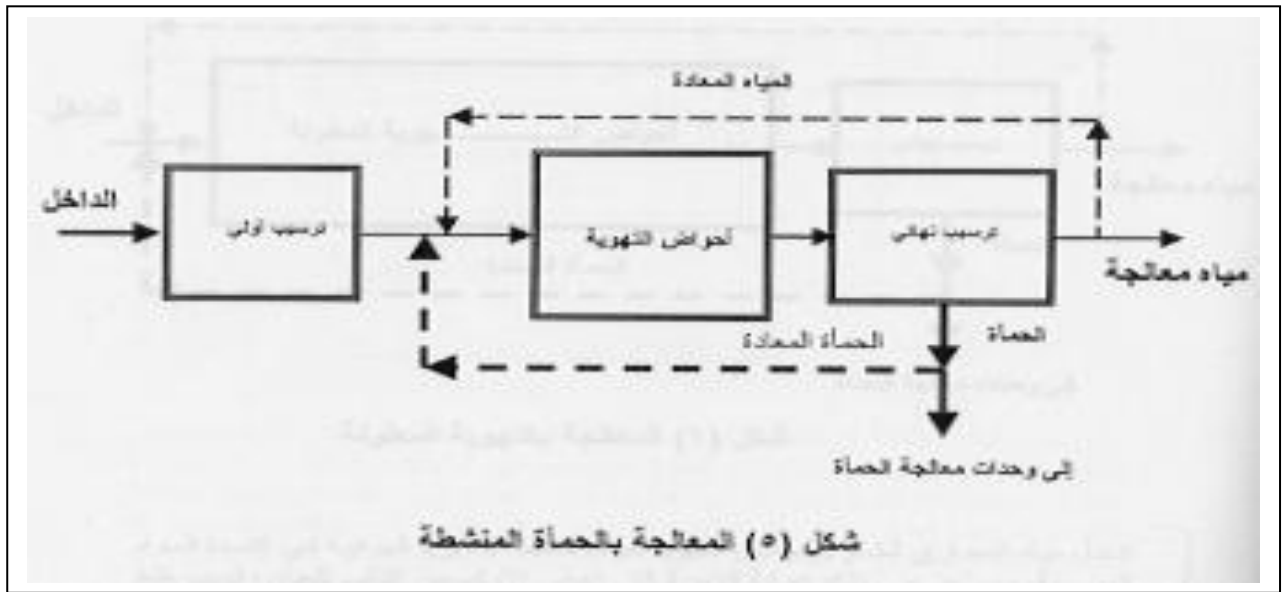 المياه المعادة
الداخل
ترسيب أولي
أحواض التهوية
ترسيب نهائي
مياه معالجة
الحمأة
الحمأة المعادة
إلى وحدات معالجة الحمأة
شكل (٥) المعالجة بالحمأة المنشطة